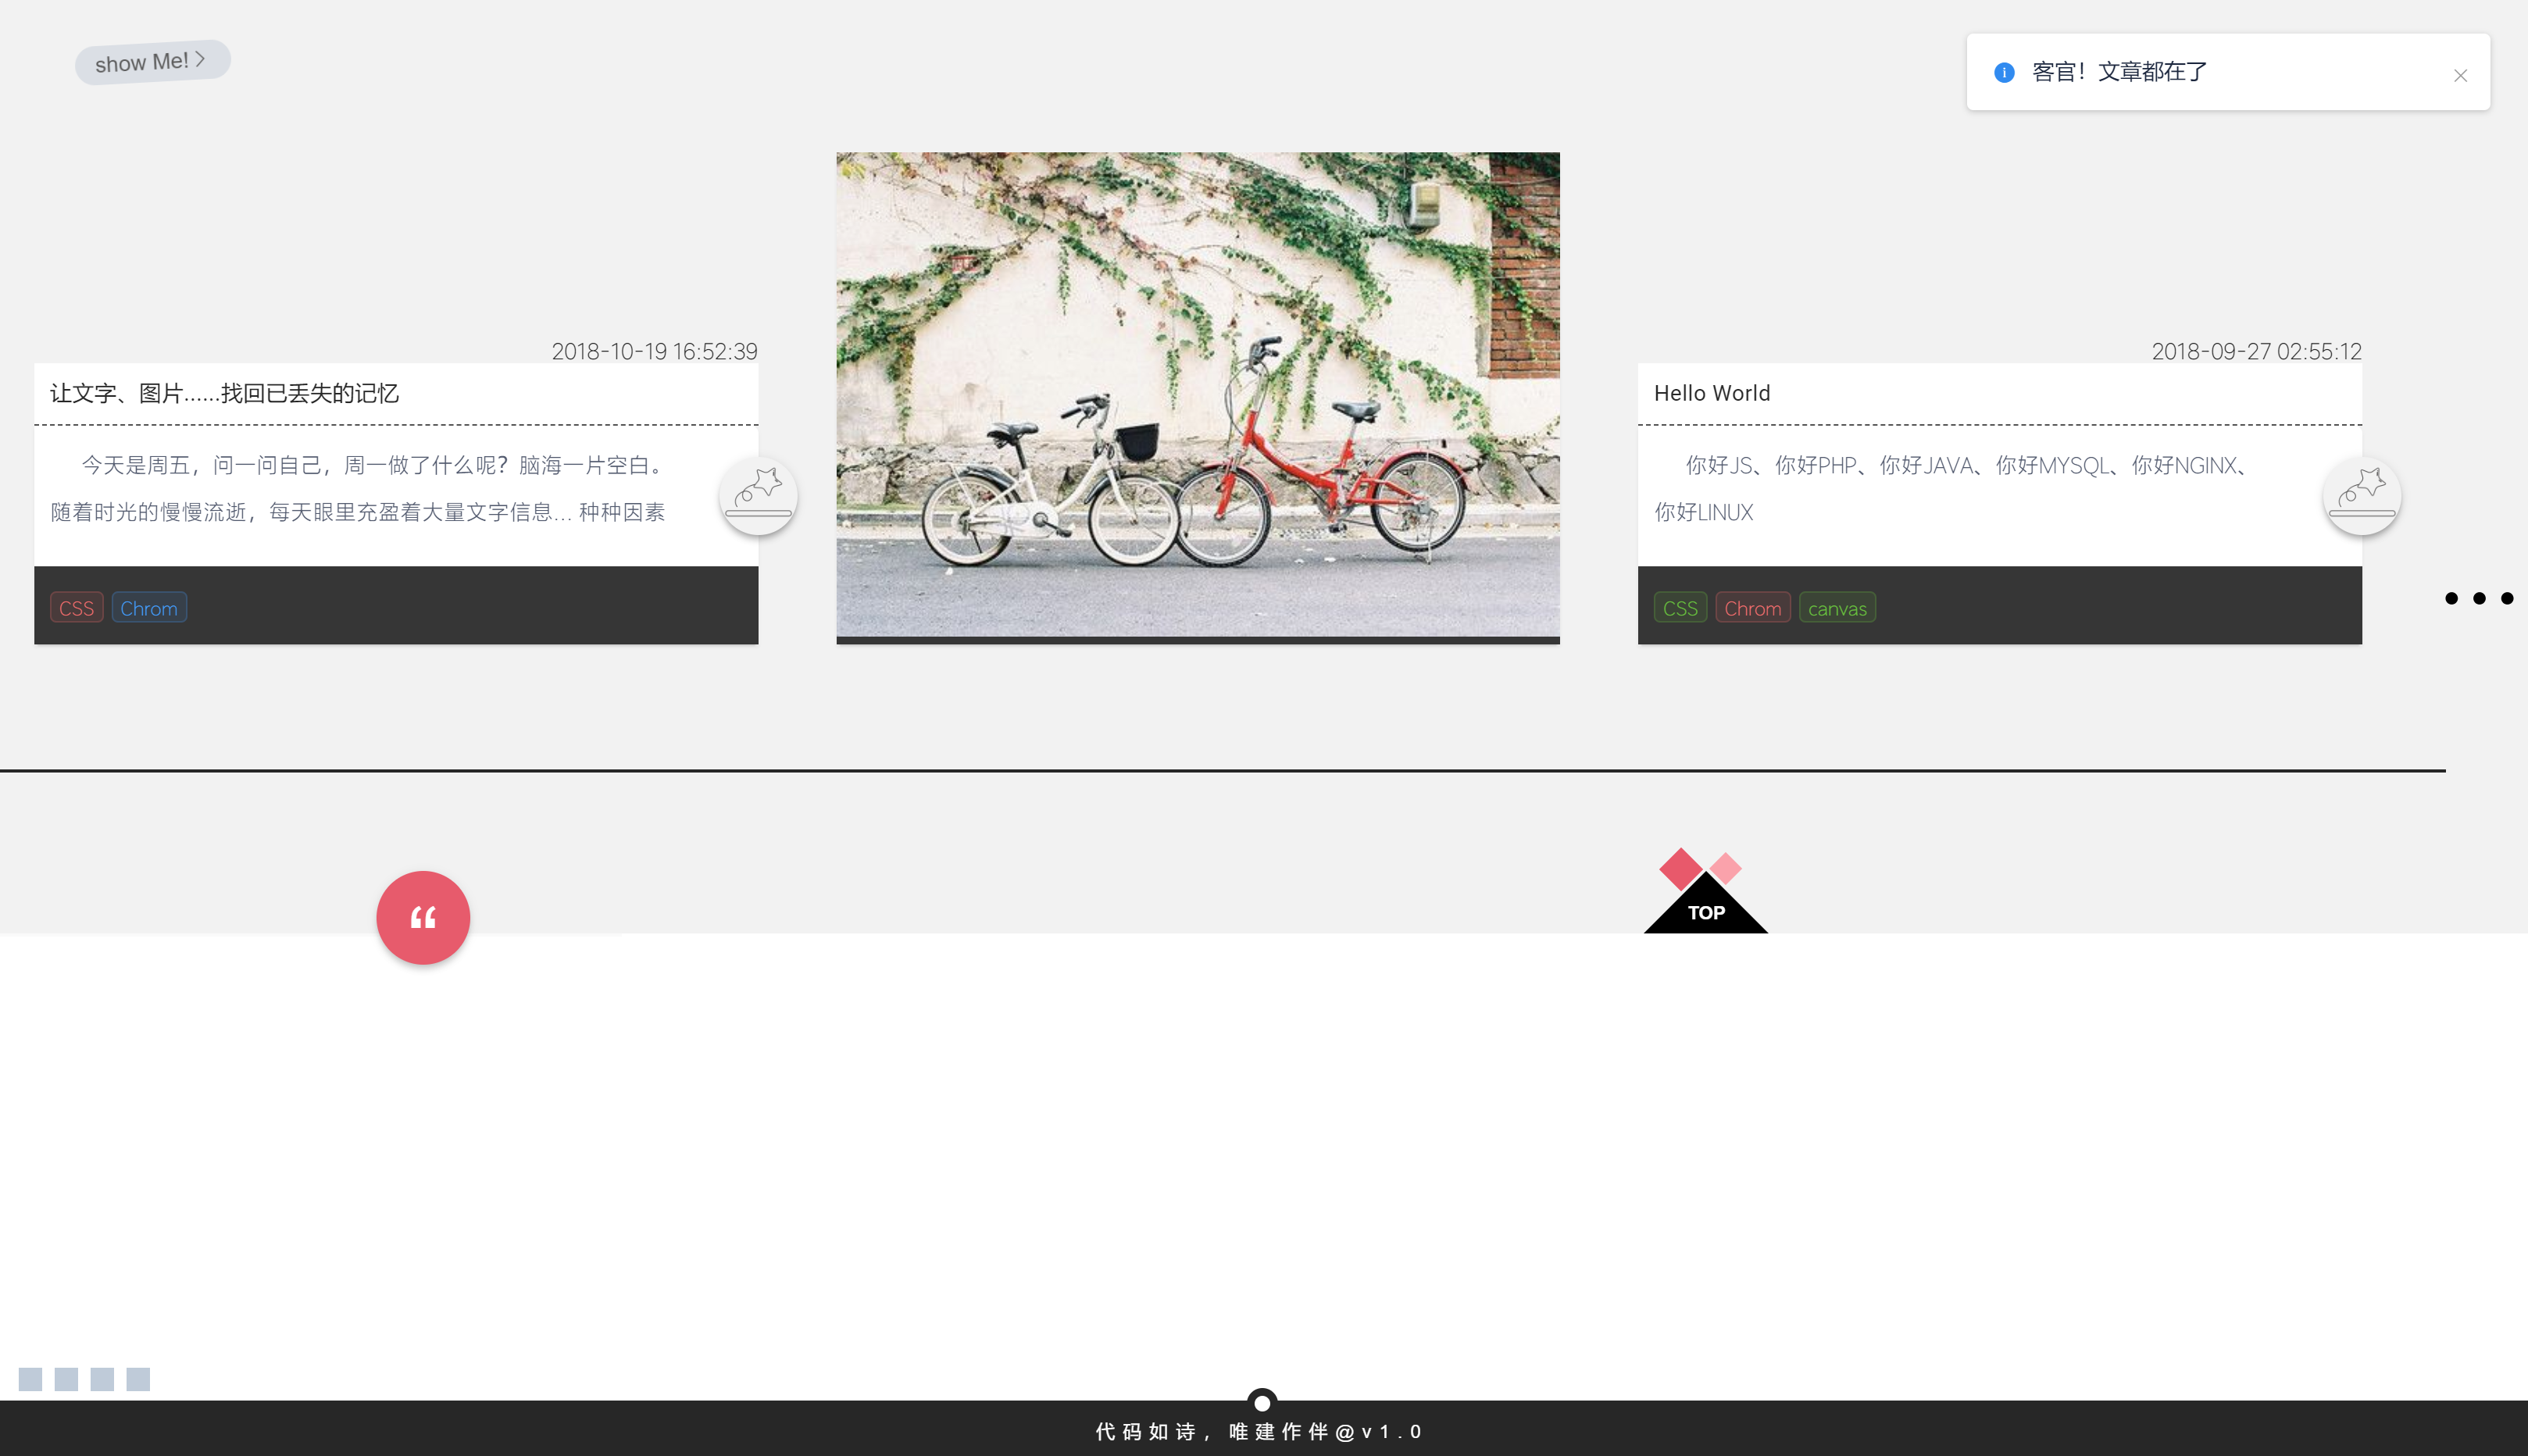 show Me!
客官！文章都在了
2018-10-19 16:52:39
让文字、图片......找回已丢失的记忆
今天是周五，问一问自己，周一做了什么呢？脑海一片空白。
随着时光的慢慢流逝，每天眼里充盈着大量文字信息... 种种因素
CSS Chrom
2018-09-27 02:55:12
Hello World
你好JS、你好PHP、你好JAVA、你好MYSQL、你好NGINX、
你好LINUX
CSS Chrom canvas
TOP
代码如诗，唯建作伴@v1.0